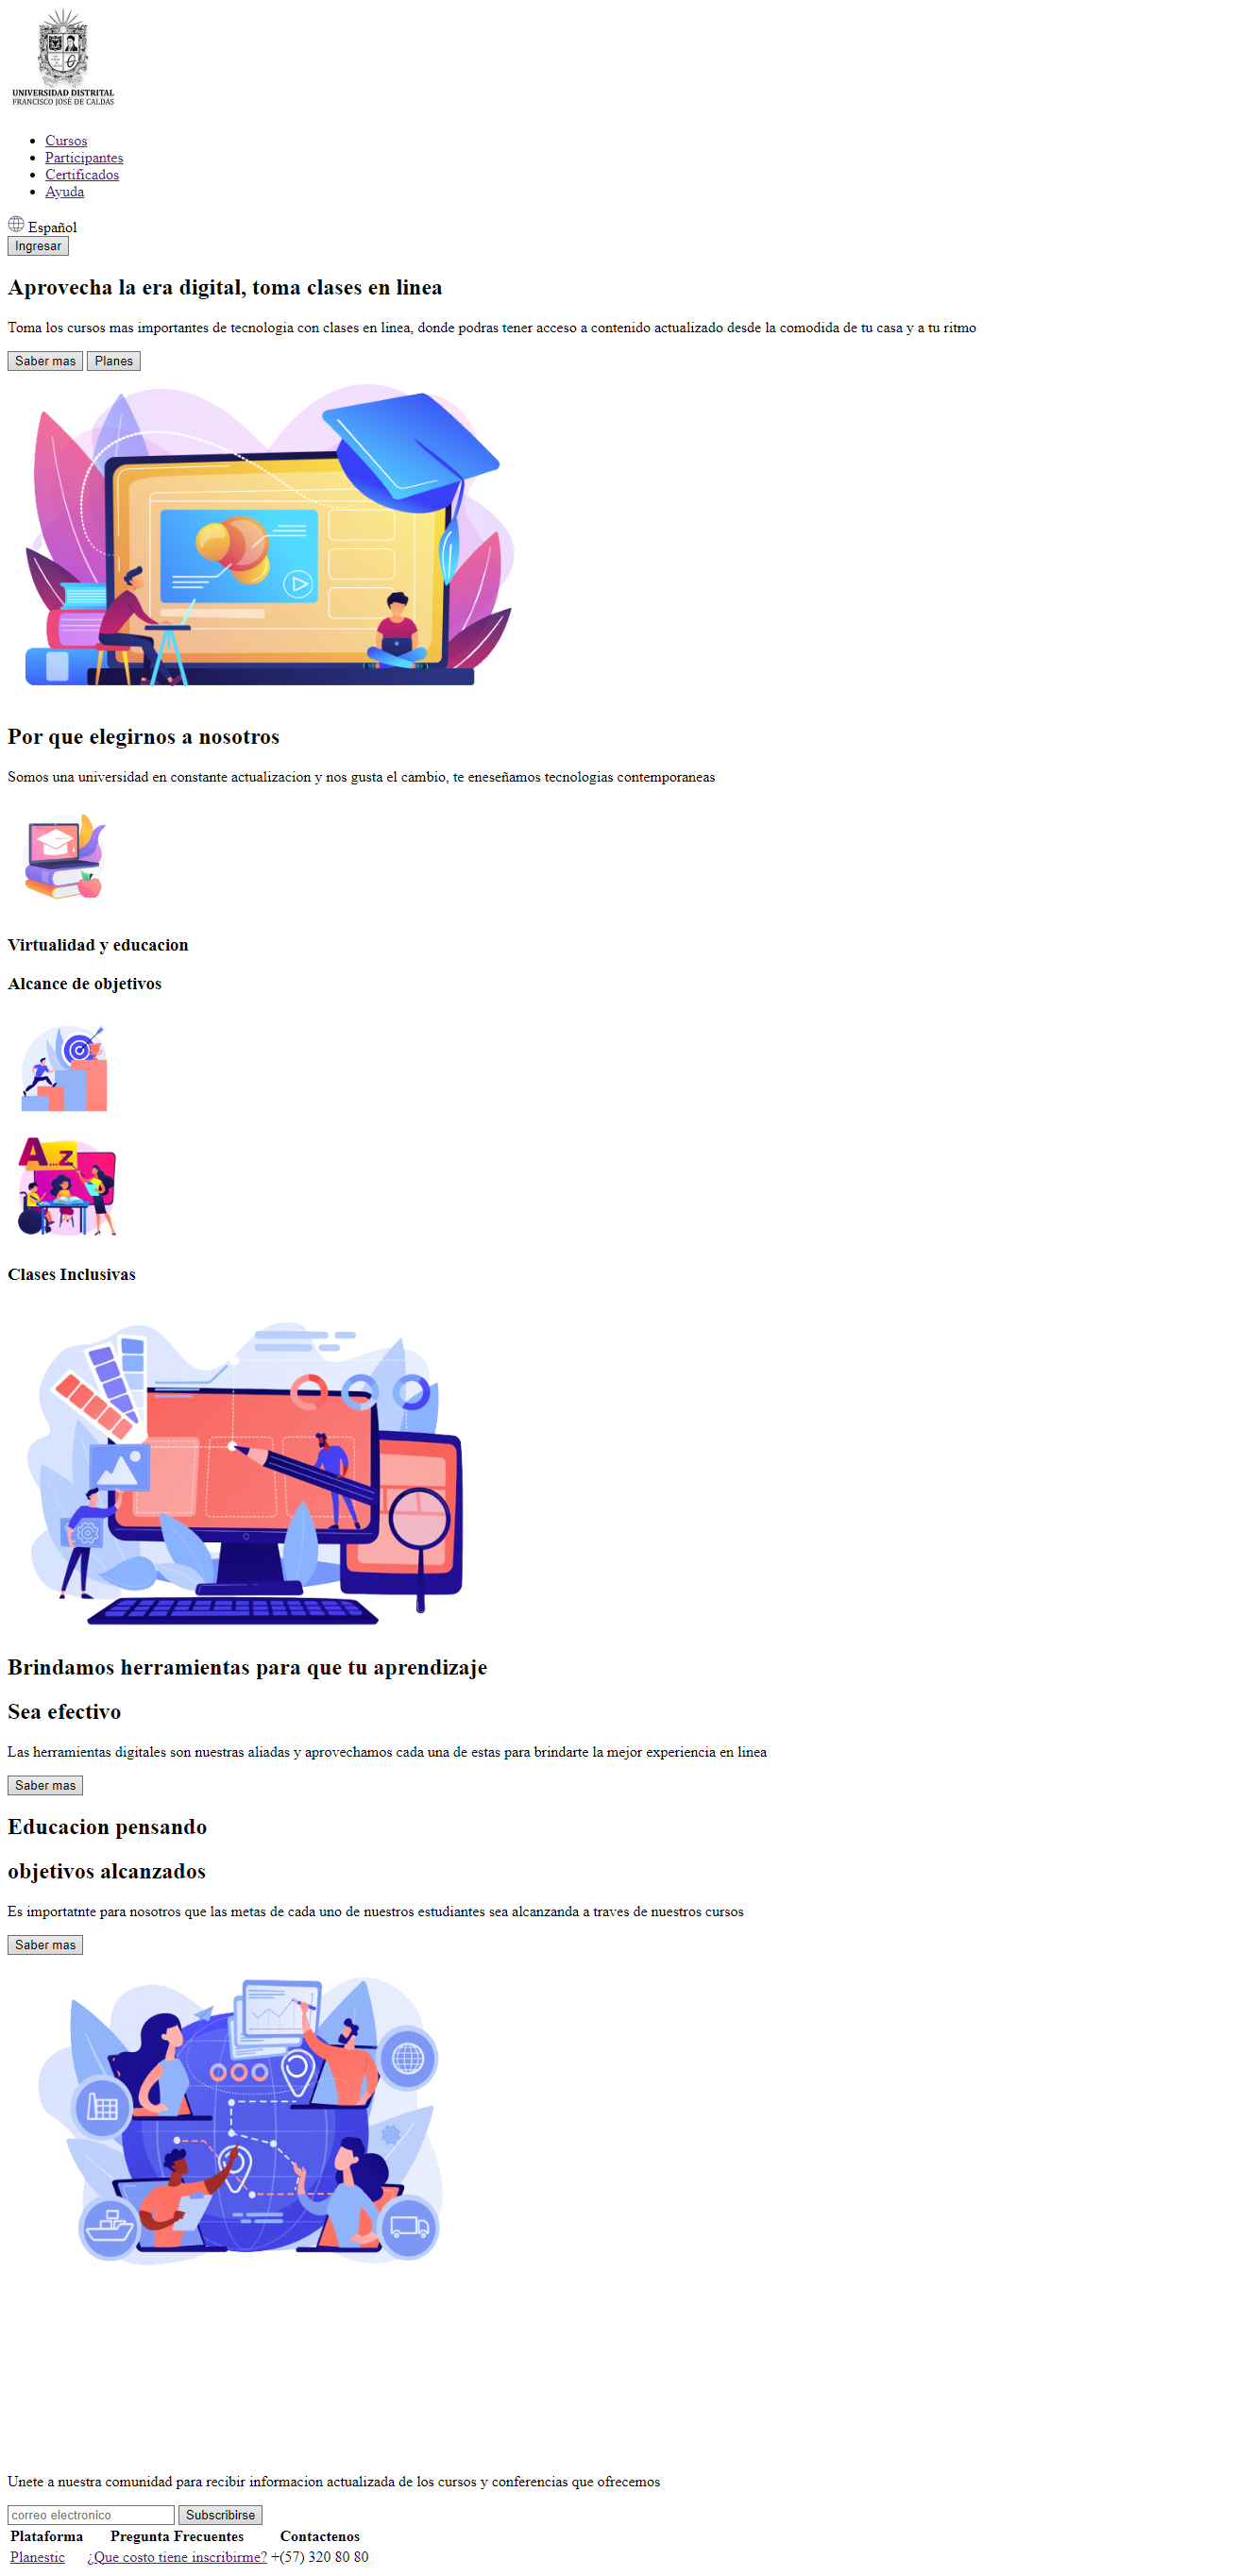 UNIVERSIDAD DISTRITAL
FRANCISCO JOSÉ DE CALDAS
Cursos
Participantes
Certificados
Ayuda
Español
Ingresar
Aprovecha la era digital, toma clases en linea
Toma los cursos mas importantes de tecnologia con clases en linea, donde podras tener acceso a contenido actualizado desde la comodida de tu casa y a tu ritmo
Saber mas Planes
Por que elegirnos a nosotros
Somos una universidad en constante actualizacion y nos gusta el cambio, te eneseñamos tecnologias contemporaneas
Virtualidad y educacion
Alcance de objetivos
A...z
Clases Inclusivas
Brindamos herramientas para que tu aprendizaje
Sea efectivo
Las herramientas digitales son nuestras aliadas y aprovechamos cada una de estas para brindarte la mejor experiencia en linea
Saber mas
Educacion pensando
objetivos alcanzados
Es importatnte para nosotros que las metas de cada uno de nuestros estudiantes sea alcanzanda a traves de nuestros cursos
Saber mas
Unete a nuestra comunidad para recibir informacion actualizada de los cursos y conferencias que ofrecemos
correo electronico Subscribirse
Plataforma Pregunta Frecuentes Contactenos
Planestic ¿Que costo tiene inscribirme? +(57) 320 80 80